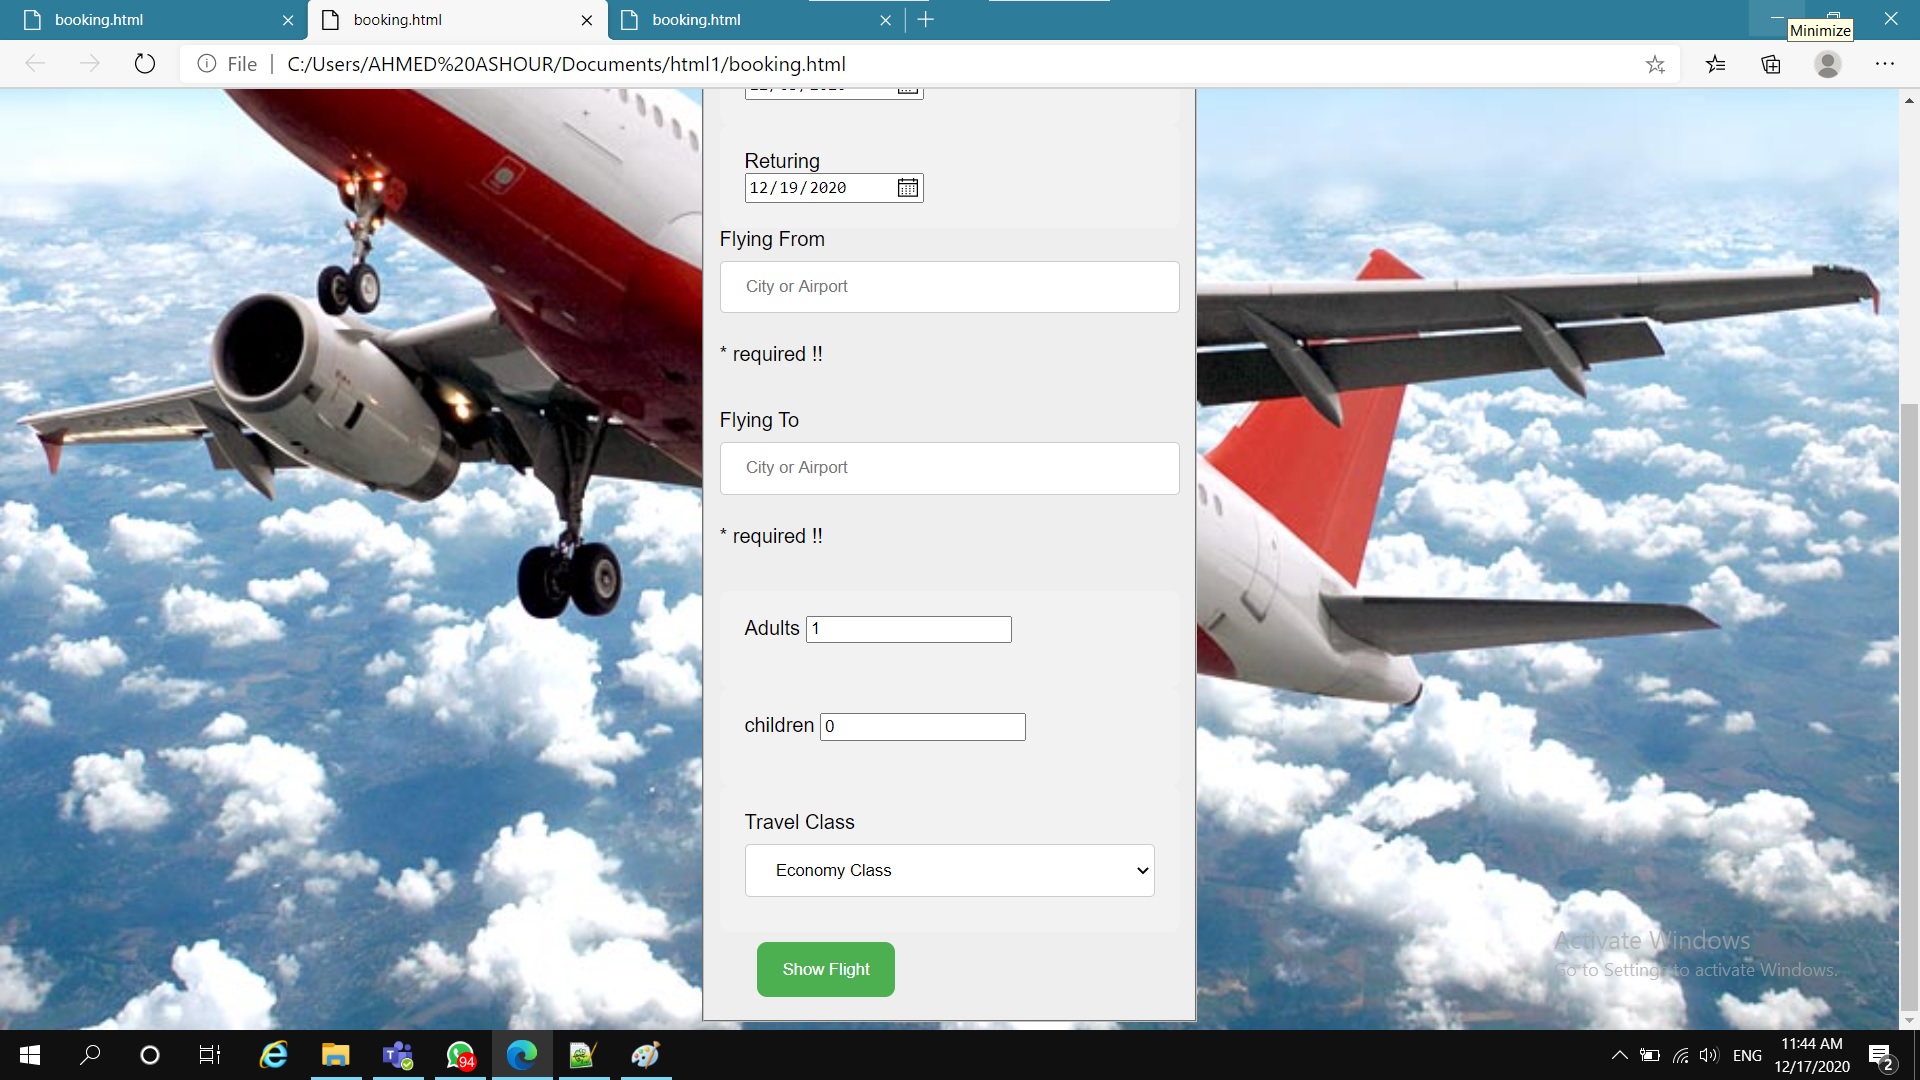 booking.html
booking.html
booking.html
Minimize
File
C:/Users/AHMED%20ASHOUR/Documents/html1/booking.html
Returing
12/19/2020
Flying From
City or Airport
* required !!
Flying To
City or Airport
* required !!
Adults 1
children 0
Travel Class
Economy Class
Show Flight
Activate Windows
Go to Settings to activate Windows.
94
ENG
11:44 AM
12/17/2020
2